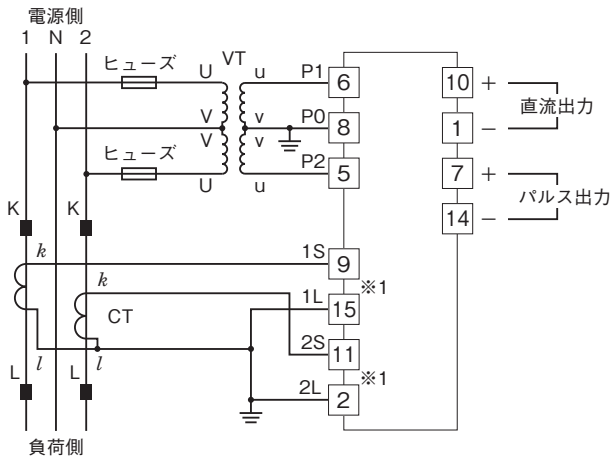 電源側
1 N 2
ヒューズ
VT
U
u
P1
6
10
+
直流出力
V
v
P0
8
1
−
V
v
ヒューズ
U
u
P2
5
7
+
パルス出力
14
−
K
K
k
1S
9
※1
k
1L
15
CT
2S
11
※1
l
l
L
L
2L
2
負荷側